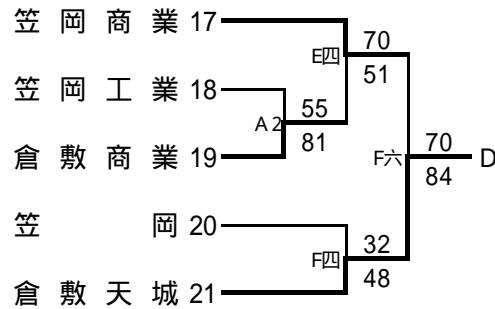 笠岡商業 17
70
E四
51
笠岡工業 18
55
A2
81
倉敷商業 19
70
F六
D
84
笠岡 20
32
F四
48
倉敷天城 21